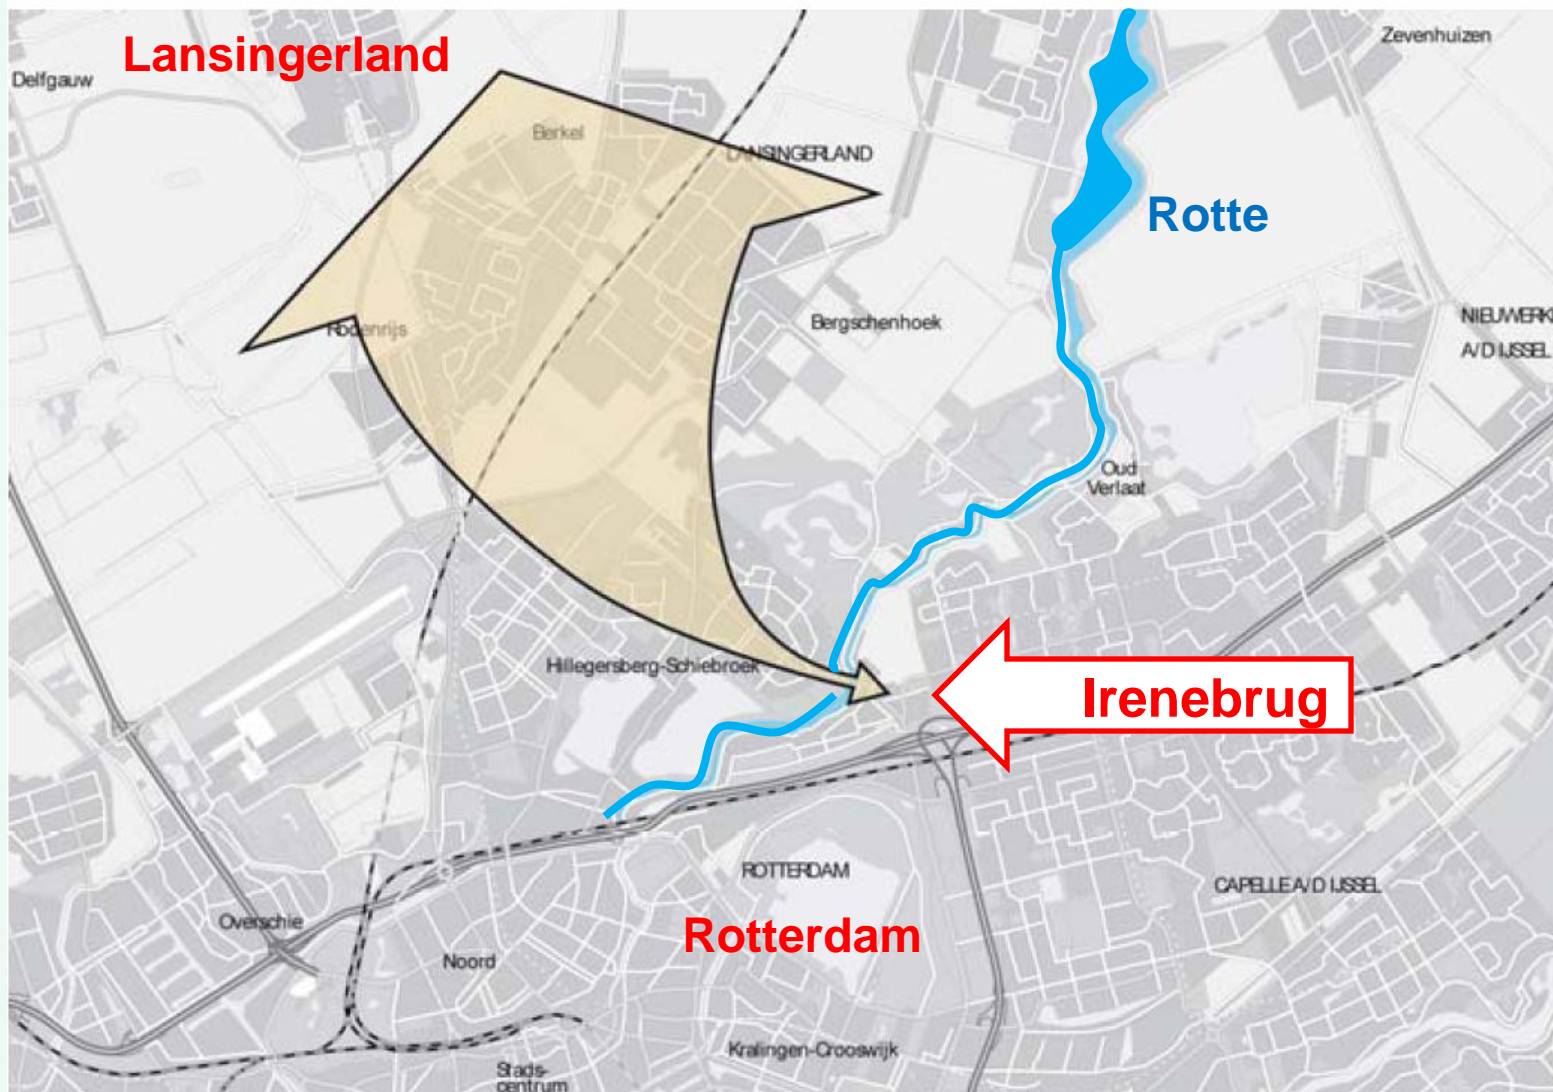 Lansingerland
Zevenhuizen
Delfgauw
Berkel
LANSINGERLAND
Rotte
Rodenrijs
Bergschenhoek
NIEUWERK
A/D IJSSEL
Oud
Verlaat
Hillegersberg-Schiebroek
Irenebrug
ROTTERDAM
CAPELLE A/D IJSSEL
Overschie
Rotterdam
Noord
Kralingen-Crooswijk
Stads-
centrum